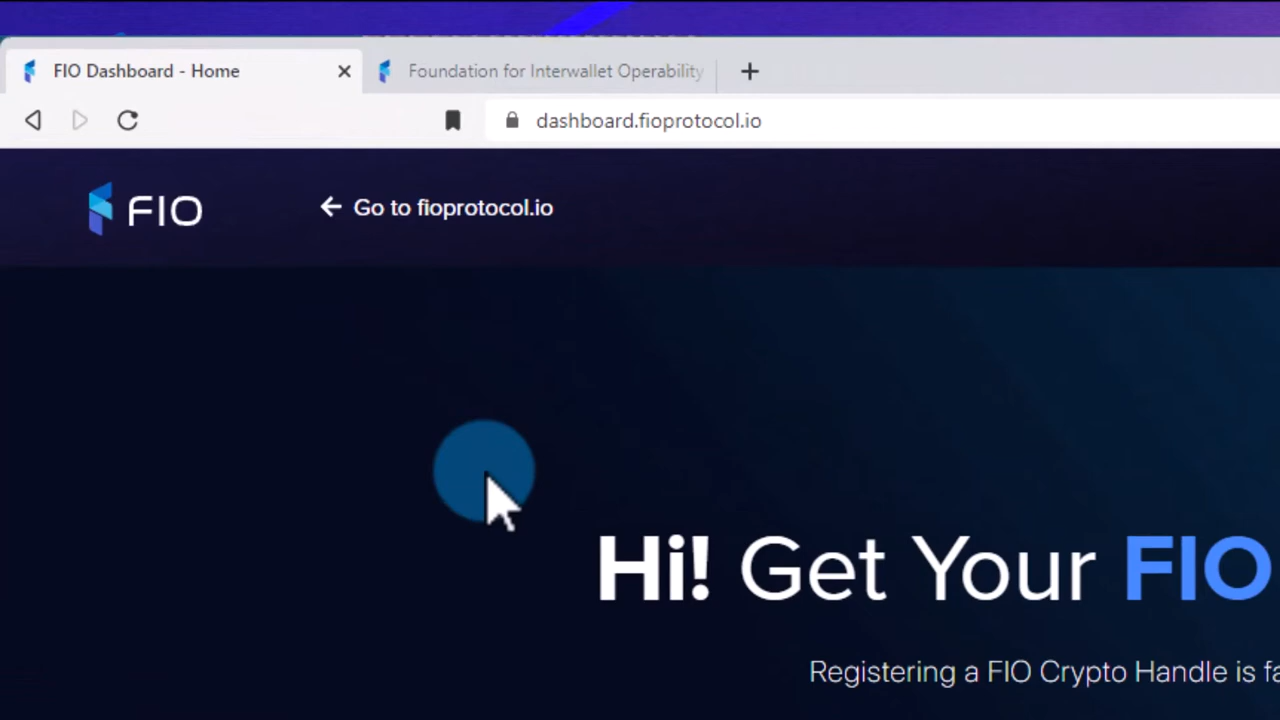 FIO Dashboard - Home
Foundation for Interwallet Operability
dashboard.fioprotocol.io
FIO
Go to fioprotocol.io
Hi! Get Your FIO
Registering a FIO Crypto Handle is